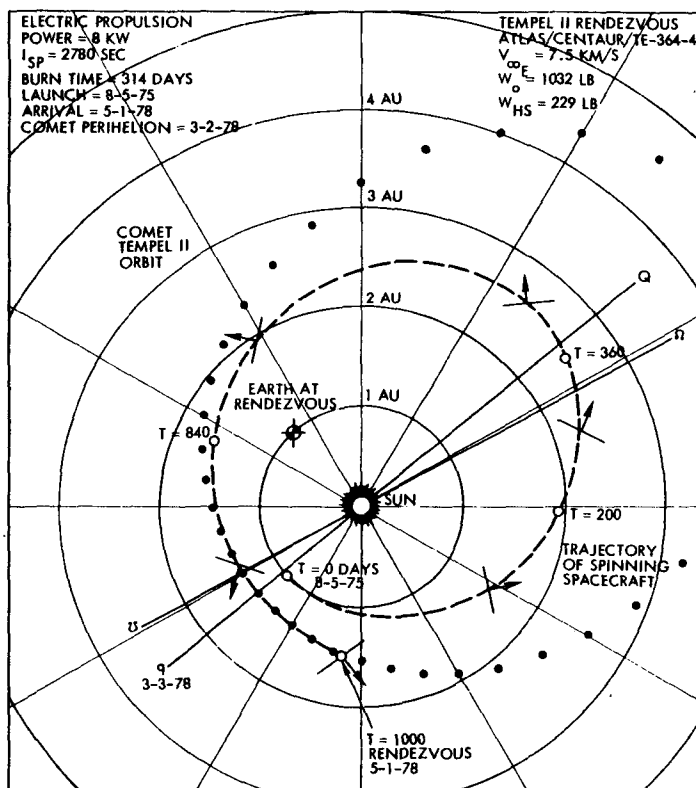 ELECTRIC PROPULSION
POWER = 8 KW
I SP = 2780 SEC
BURN TIME = 314 DAYS
LAUNCH = 8-5-75
ARRIVAL = 5-1-78
COMET PERIHELION = 3-2-78
TEMPEL II RENDEZVOUS
ATLAS/CENTAUR/TE-364-4
V∞E = 7.5 KM/S
Wo = 1032 LB
WHS = 229 LB
4 AU
3 AU
COMET
TEMPEL II
ORBIT
2 AU
Q
Ω
T = 360
EARTH AT
RENDEZVOUS
1 AU
T = 840
SUN
T = 200
T = 0 DAYS
8-5-75
TRAJECTORY
OF SPINNING
SPACECRAFT
℧
q
3-3-78
T = 1000
RENDEZVOUS
5-1-78